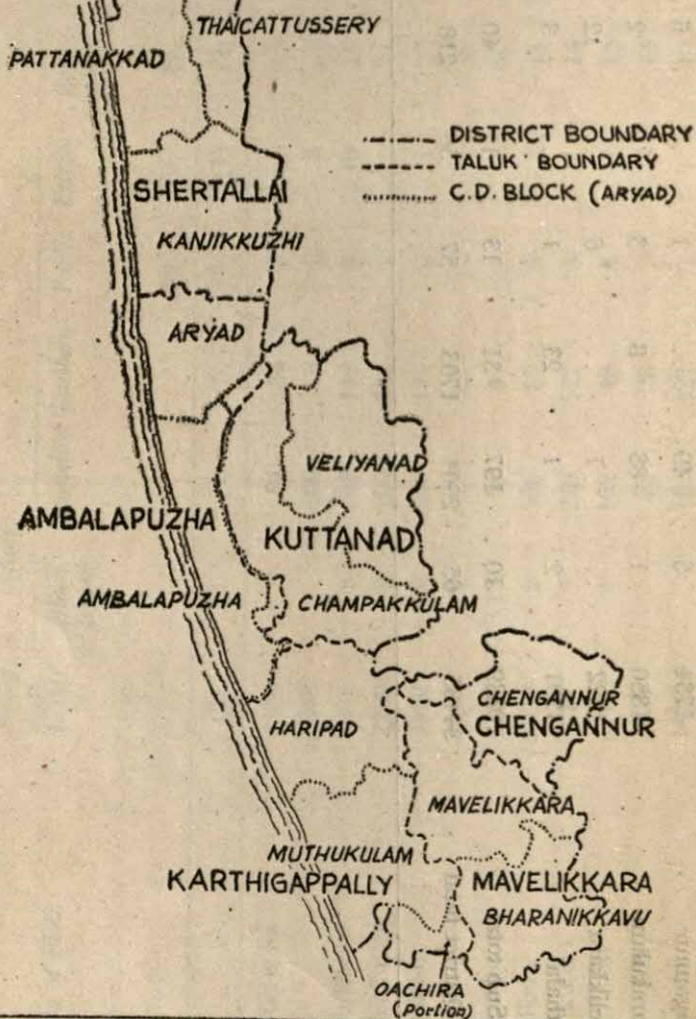 THAICATTUSSERY
PATTANAKKAD
DISTRICT BOUNDARY
TALUK BOUNDARY
C.D. BLOCK (ARYAD)
SHERTALLAI
KANJIKKUZHI
ARYAD
VELIYANAD
AMBALAPUZHA
KUTTANAD
AMBALAPUZHA
CHAMPAKKULAM
CHENGANNUR
HARIPAD
CHENGANNUR
MAVELIKKARA
MUTHUKULAM
KARTHIGAPPALLY
MAVELIKKARA
BHARANIKKAVU
OACHIRA
(Portion)